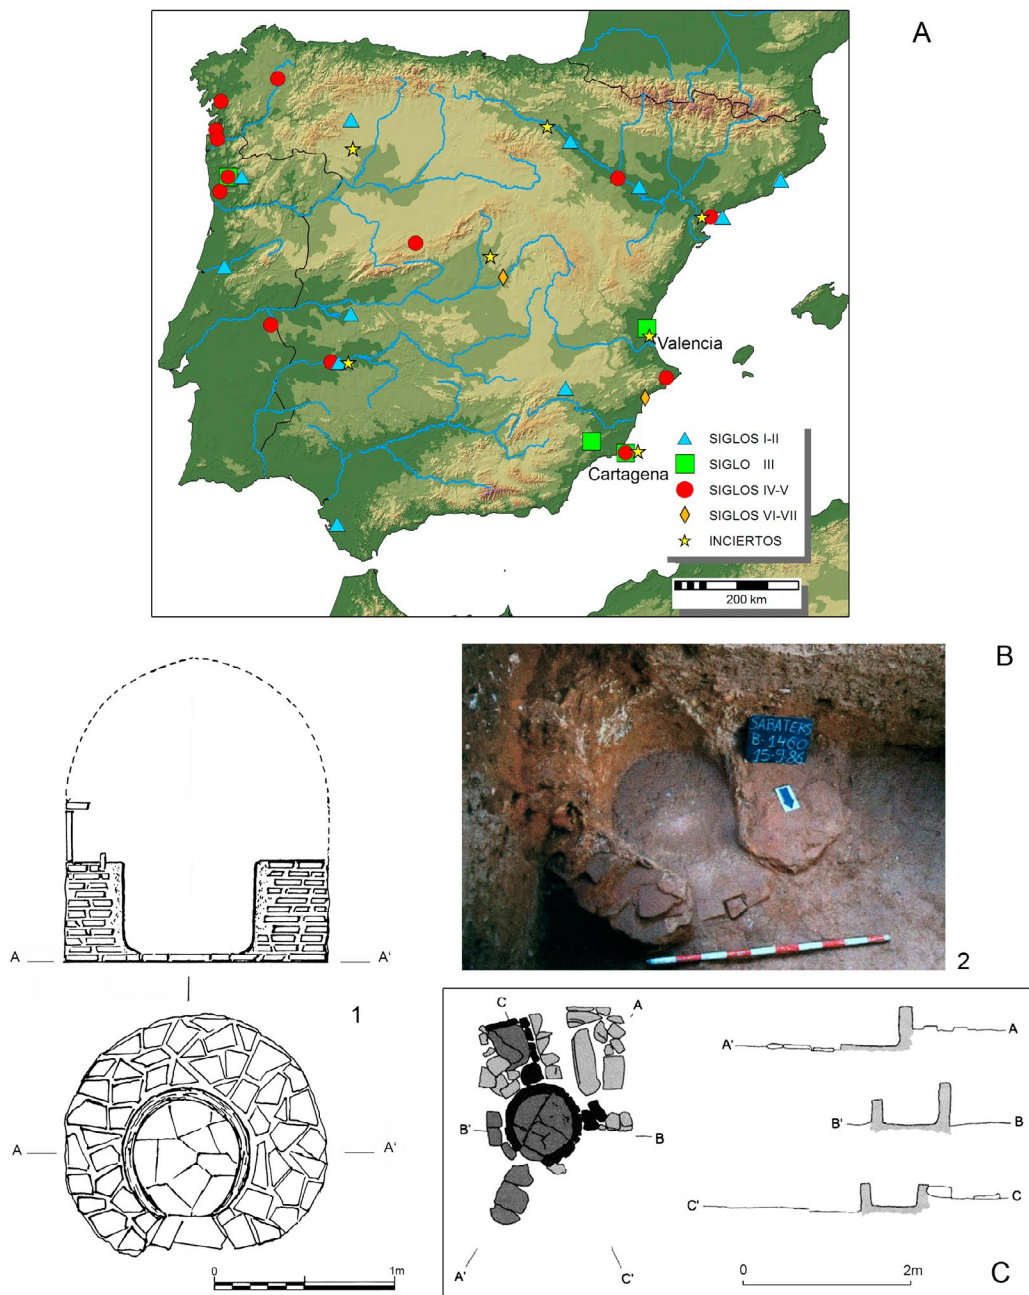 A
Valencia
Cartagena
SIGLOS I-II
SIGLO III
SIGLOS IV-V
SIGLOS VI-VII
INCIERTOS
200 km
B
SABATERS
B-1460
15-9-86
2
A
A'
1
A
A'
0
1m
C
A
B'
B
A'
C'
A'
A
B'
B
C'
C
0
2m
C